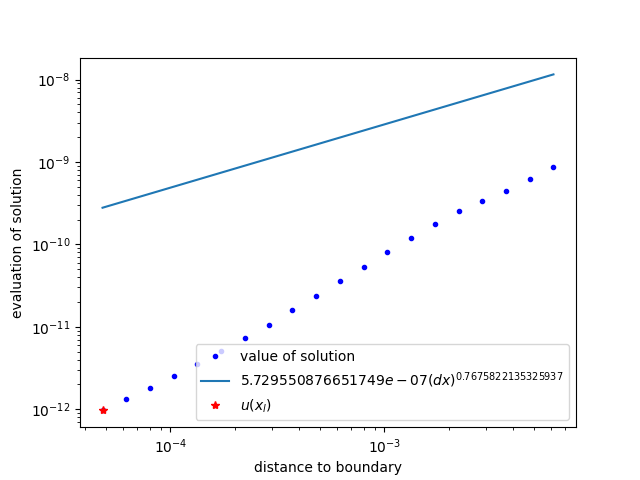 10⁻⁸
10⁻⁹
10⁻¹⁰
10⁻¹¹
10⁻¹²
evaluation of solution
value of solution
5.729550876651749e − 07(dx)^0.7675822135325937
u(x_l)
10⁻⁴
10⁻³
distance to boundary